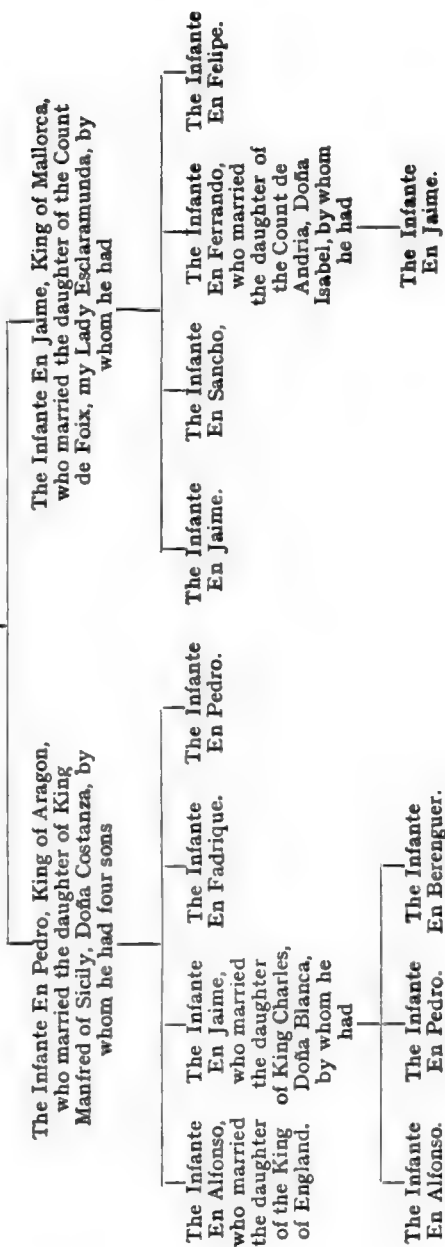 The Infante En Pedro, King of Aragon,
who married the daughter of King
Manfred of Sicily, Doña Costanza, by
whom he had four sons
The Infante
En Alfonso,
who married
the daughter
of the King
of England.
The Infante
En Jaime,
who married
the daughter
of King Charles,
Doña Blanca,
by whom he
had
The Infante
En Fadrique.
The Infante
En Pedro.
The Infante
En Alfonso.
The Infante
En Pedro.
The Infante
En Berenguer.
The Infante En Jaime, King of Mallorca,
who married the daughter of the Count
de Foix, my Lady Esclaramunda, by
whom he had
The Infante
En Jaime.
The Infante
En Sancho,
The Infante
En Ferrando,
who married
the daughter of
the Count de
Andria, Doña
Isabel, by whom
he had
The Infante
En Felipe.
The Infante
En Jaime.